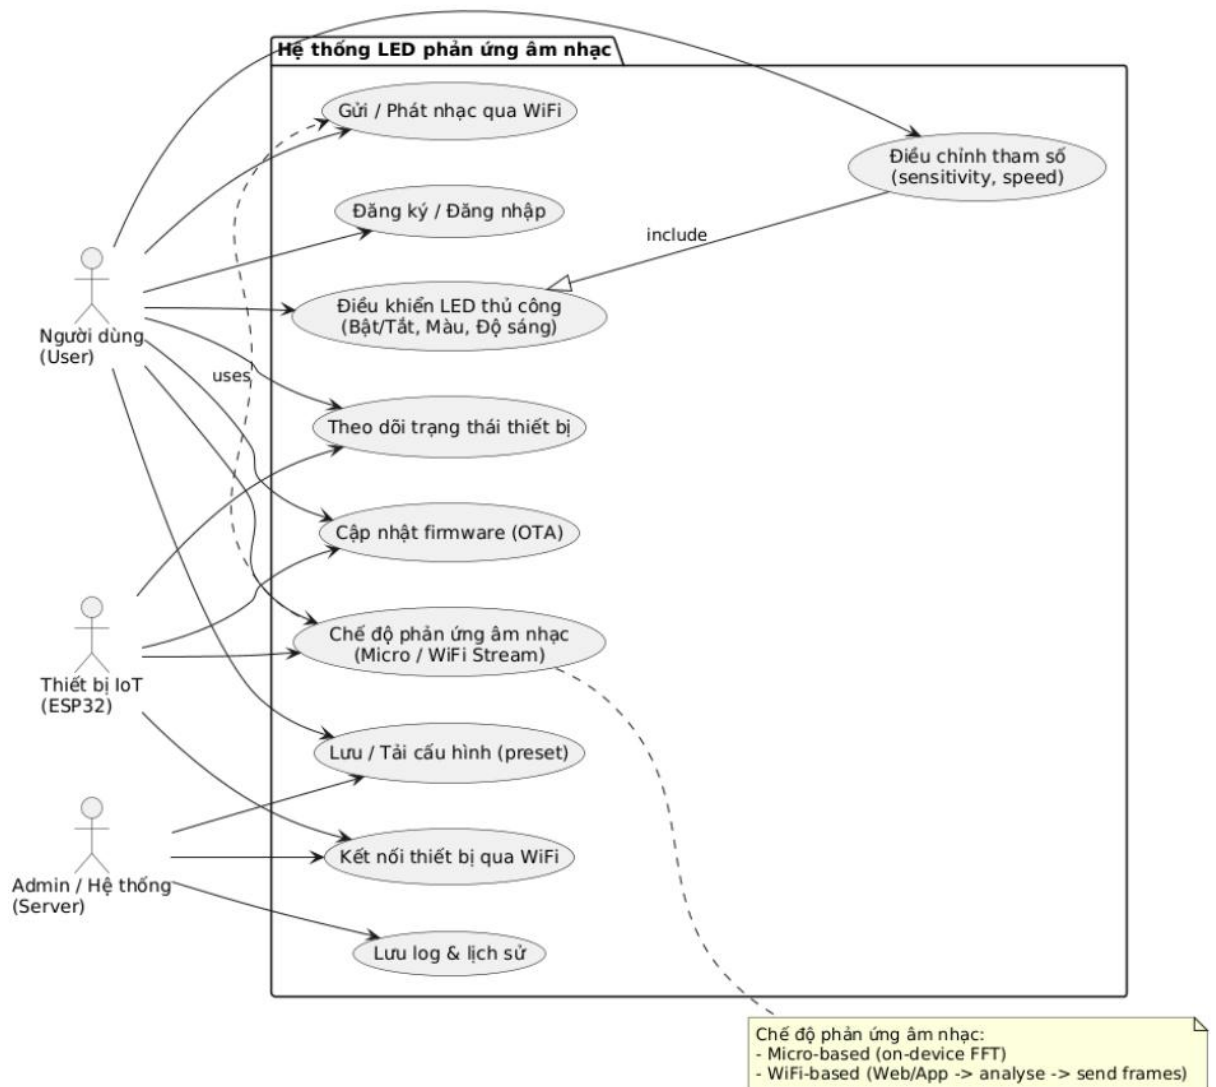 Hệ thống LED phản ứng âm nhạc
Gửi / Phát nhạc qua WiFi
Điều chỉnh tham số
(sensitivity, speed)
Đăng ký / Đăng nhập
include
Điều khiển LED thủ công
(Bật/Tắt, Màu, Độ sáng)
Người dùng
(User)
uses
Theo dõi trạng thái thiết bị
Cập nhật firmware (OTA)
Chế độ phản ứng âm nhạc
(Micro / WiFi Stream)
Thiết bị IoT
(ESP32)
Lưu / Tải cấu hình (preset)
Kết nối thiết bị qua WiFi
Admin / Hệ thống
(Server)
Lưu log & lịch sử
Chế độ phản ứng âm nhạc:
- Micro-based (on-device FFT)
- WiFi-based (Web/App -> analyse -> send frames)